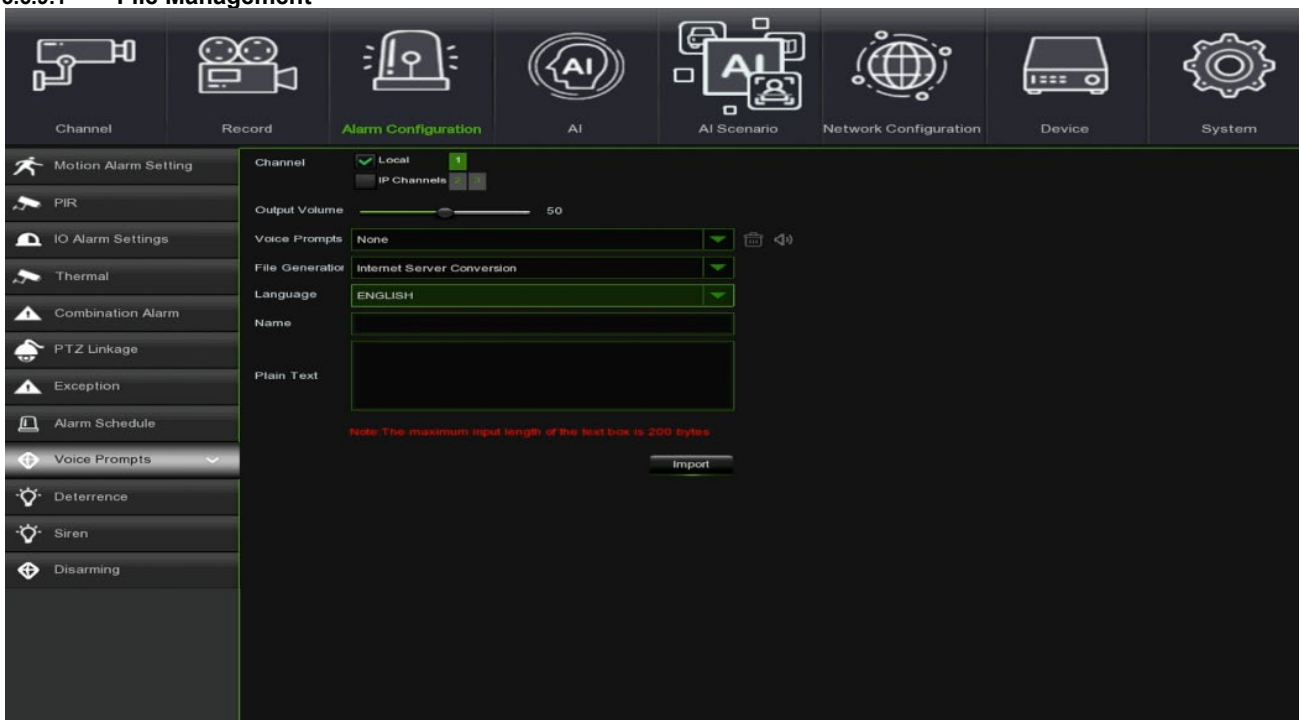 File Management
AI
AI
Channel
Record
Alarm Configuration
AI
AI Scenario
Network Configuration
Device
System
Motion Alarm Setting
PIR
IO Alarm Settings
Thermal
Combination Alarm
PTZ Linkage
Exception
Alarm Schedule
Voice Prompts
Deterrence
Siren
Disarming
Channel
Local 1
IP Channels 2 3
Output Volume 50
Voice Prompts None
File Generation Internet Server Conversion
Language ENGLISH
Name
Plain Text
Note:The maximum input length of the text box is 200 bytes
Import